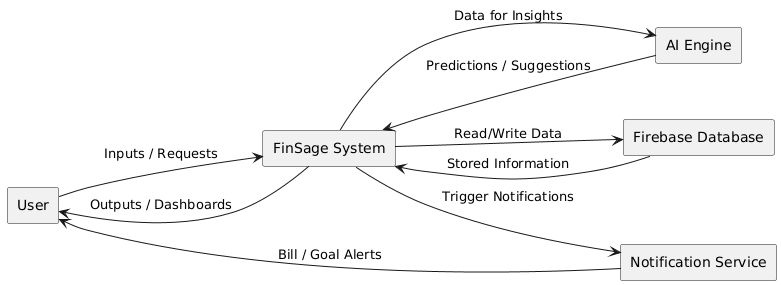 Data for Insights
AI Engine
Predictions / Suggestions
Inputs / Requests
FinSage System
Read/Write Data
Firebase Database
Stored Information
User
Outputs / Dashboards
Trigger Notifications
Bill / Goal Alerts
Notification Service